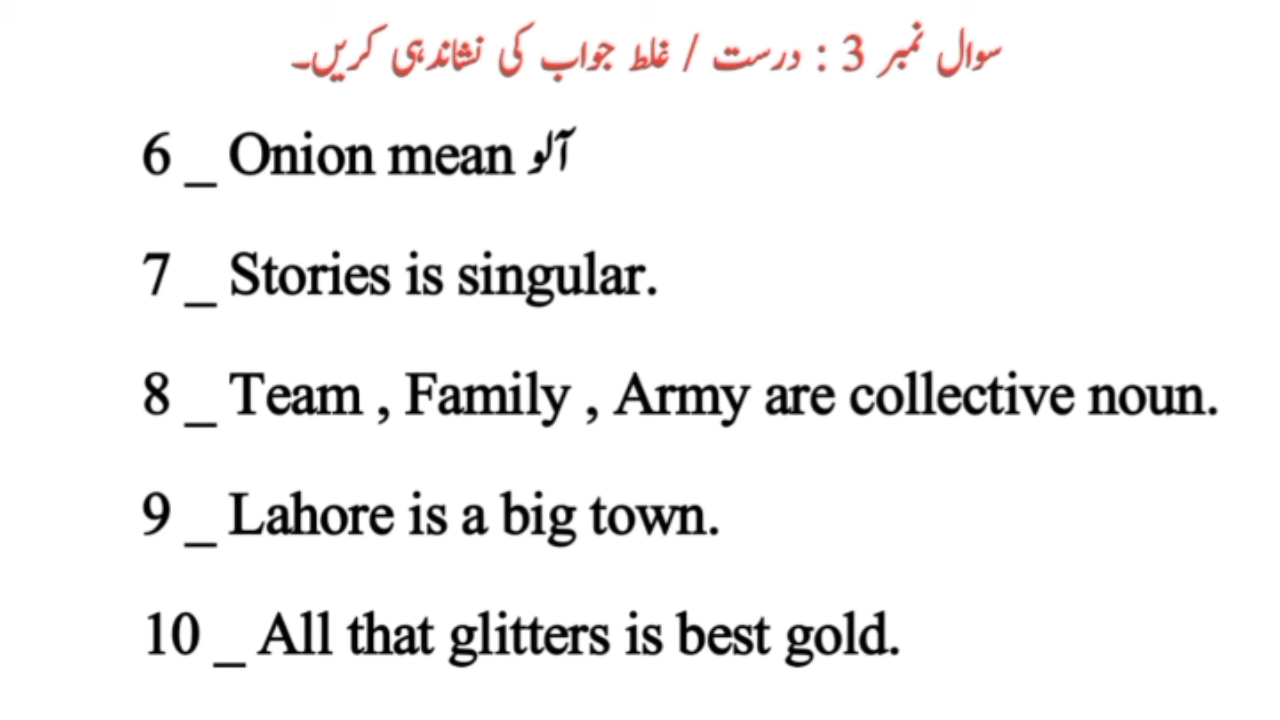 سوال نمبر 3 : درست / غلط جواب کی نشاندہی کریں۔
6 _ Onion mean آلو
7 _ Stories is singular.
8 _ Team , Family , Army are collective noun.
9 _ Lahore is a big town.
10 _ All that glitters is best gold.